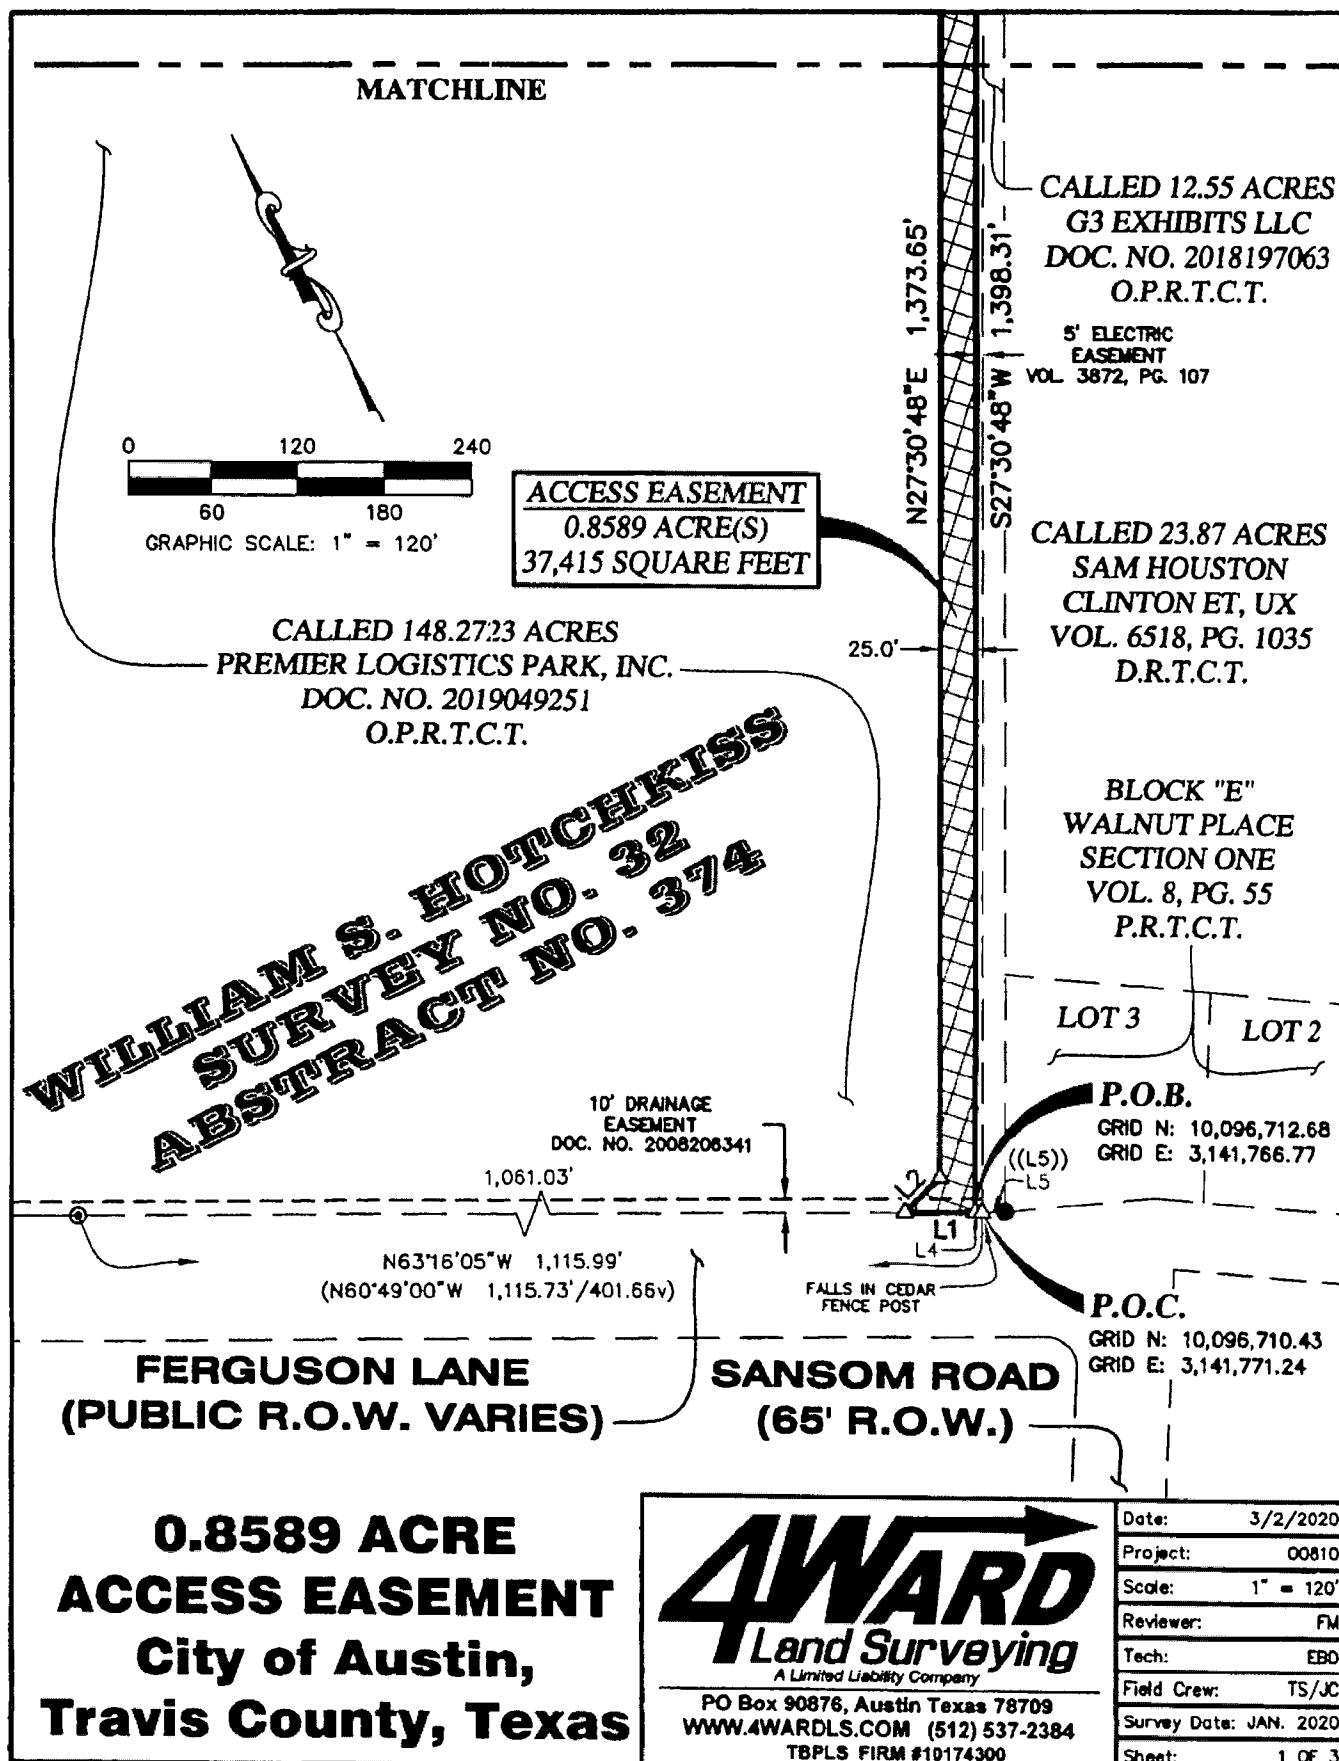 MATCHLINE
CALLED 12.55 ACRES
G3 EXHIBITS LLC
DOC. NO. 2018197063
O.P.R.T.C.T.
N27°30'48"E 1,373.65'
S27°30'48"W 1,398.31'
5' ELECTRIC
EASEMENT
VOL. 3872, PG. 107
0 120 240
60 180
GRAPHIC SCALE: 1" = 120'
ACCESS EASEMENT
0.8589 ACRE(S)
37,415 SQUARE FEET
CALLED 23.87 ACRES
SAM HOUSTON
CLINTON ET, UX
VOL. 6518, PG. 1035
D.R.T.C.T.
25.0'
CALLED 148.2723 ACRES
PREMIER LOGISTICS PARK, INC.
DOC. NO. 2019049251
O.P.R.T.C.T.
WILLIAM S. HOTCHKISS
SURVEY NO. 32
ABSTRACT NO. 374
BLOCK "E"
WALNUT PLACE
SECTION ONE
VOL. 8, PG. 55
P.R.T.C.T.
LOT 3
LOT 2
P.O.B.
GRID N: 10,096,712.68
GRID E: 3,141,766.77
10' DRAINAGE
EASEMENT
DOC. NO. 2008206341
((L5))
L5
L2
L1
L4
1,061.03'
N63°16'05"W 1,115.99'
(N60°49'00"W 1,115.73'/401.66v)
FALLS IN CEDAR
FENCE POST
P.O.C.
GRID N: 10,096,710.43
GRID E: 3,141,771.24
FERGUSON LANE
(PUBLIC R.O.W. VARIES)
SANSOM ROAD
(65' R.O.W.)
0.8589 ACRE
ACCESS EASEMENT
City of Austin,
Travis County, Texas
4WARD
Land Surveying
A Limited Liability Company
PO Box 90876, Austin Texas 78709
WWW.4WARDLS.COM (512) 537-2384
TBPLS FIRM #10174300
Date: 3/2/2020
Project: 00810
Scale: 1" = 120'
Reviewer: FM
Tech: EBD
Field Crew: TS/JC
Survey Date: JAN. 2020
Sheet: 1 OF 3